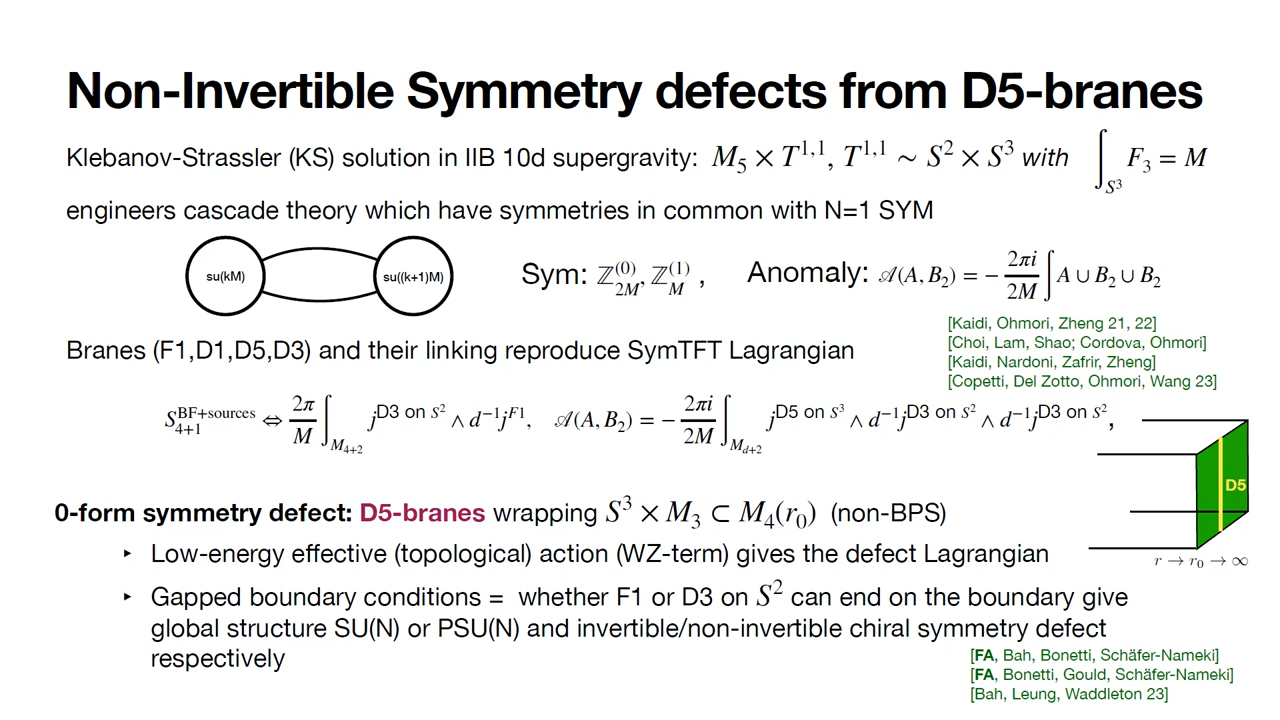 Non-Invertible Symmetry defects from D5-branes
Klebanov-Strassler (KS) solution in IIB 10d supergravity: $M_5 \times T^{1,1}$, $T^{1,1} \sim S^2 \times S^3$ with $\int_{S^3} F_3 = M$
engineers cascade theory which have symmetries in common with N=1 SYM
su(kM) su((k+1)M) Sym: $\mathbb{Z}_{2M}^{(0)}, \mathbb{Z}_M^{(1)}$ , Anomaly: $\mathcal{A}(A, B_2) = -\frac{2\pi i}{2M} \int A \cup B_2 \cup B_2$
[Kaidi, Ohmori, Zheng 21, 22]
[Choi, Lam, Shao; Cordova, Ohmori]
Branes (F1,D1,D5,D3) and their linking reproduce SymTFT Lagrangian
[Kaidi, Nardoni, Zafrir, Zheng]
[Copetti, Del Zotto, Ohmori, Wang 23]
$S_{4+1}^{\text{BF+sources}} \Leftrightarrow \frac{2\pi}{M} \int_{M_{4+2}} j^{\text{D3 on } S^2} \wedge d^{-1} j^{F1}, \quad \mathcal{A}(A, B_2) = -\frac{2\pi i}{2M} \int_{M_{d+2}} j^{\text{D5 on } S^3} \wedge d^{-1} j^{\text{D3 on } S^2} \wedge d^{-1} j^{\text{D3 on } S^2},$
D5
0-form symmetry defect: D5-branes wrapping $S^3 \times M_3 \subset M_4(r_0)$ (non-BPS)
‣ Low-energy effective (topological) action (WZ-term) gives the defect Lagrangian
$r \to r_0 \to \infty$
‣ Gapped boundary conditions = whether F1 or D3 on $S^2$ can end on the boundary give
global structure SU(N) or PSU(N) and invertible/non-invertible chiral symmetry defect
respectively
[FA, Bah, Bonetti, Schäfer-Nameki]
[FA, Bonetti, Gould, Schäfer-Nameki]
[Bah, Leung, Waddleton 23]